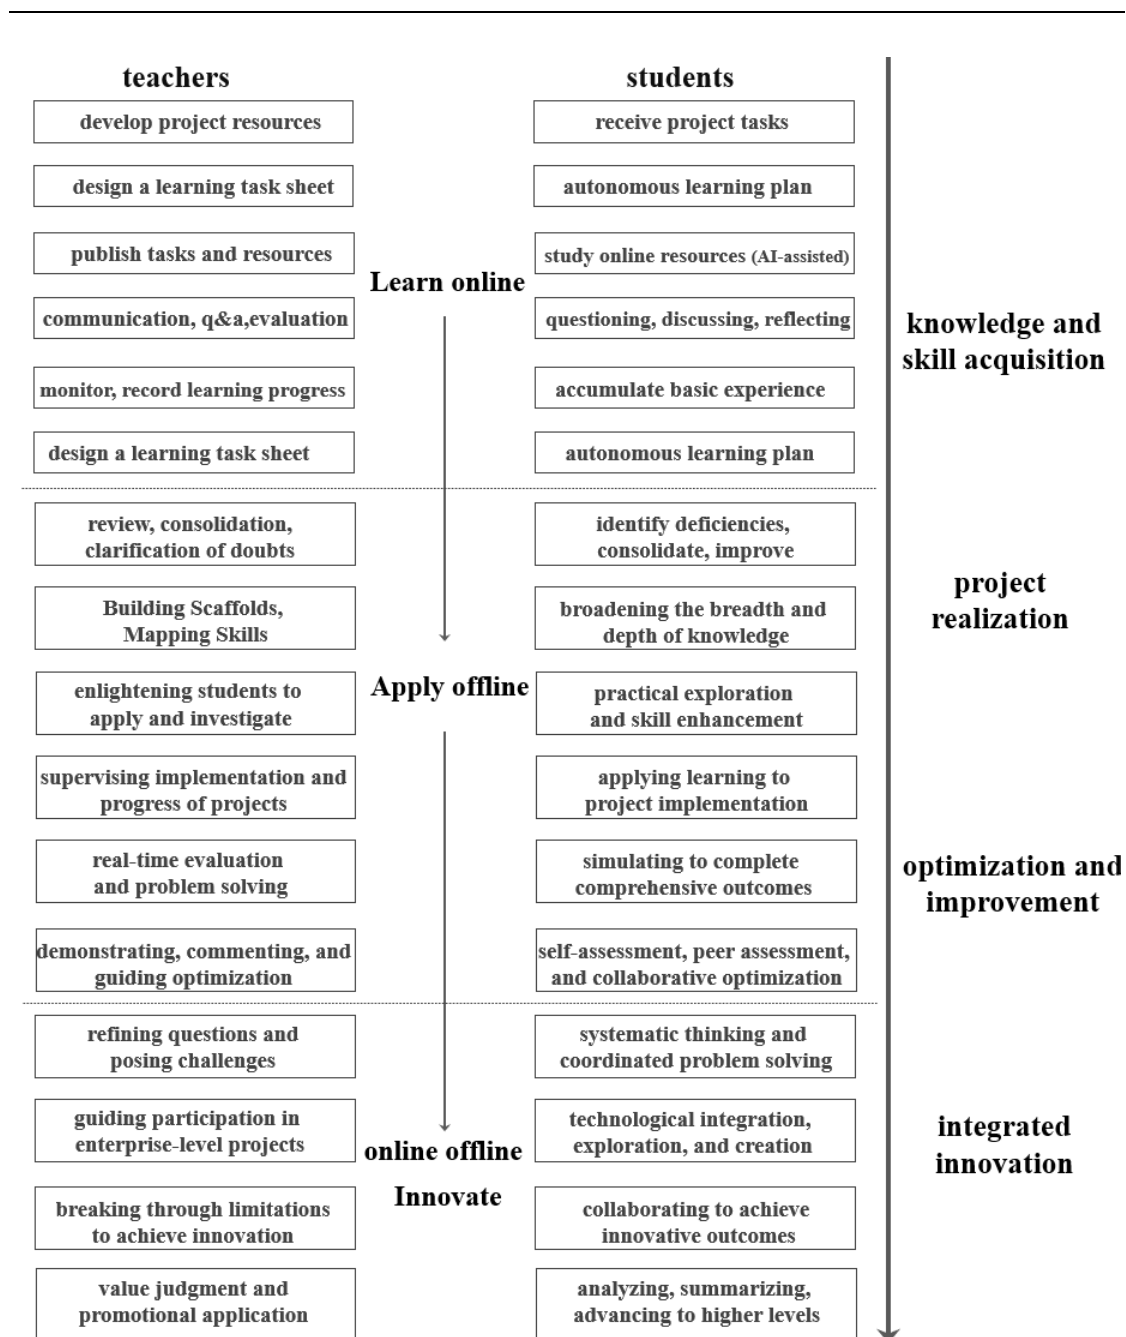 teachers
students
develop project resources
receive project tasks
design a learning task sheet
autonomous learning plan
publish tasks and resources
study online resources (AI-assisted)
Learn online
communication, q&a,evaluation
questioning, discussing, reflecting
knowledge and
skill acquisition
monitor, record learning progress
accumulate basic experience
design a learning task sheet
autonomous learning plan
review, consolidation,
clarification of doubts
identify deficiencies,
consolidate, improve
project
realization
Building Scaffolds,
Mapping Skills
broadening the breadth and
depth of knowledge
Apply offline
enlightening students to
apply and investigate
practical exploration
and skill enhancement
supervising implementation and
progress of projects
applying learning to
project implementation
real-time evaluation
and problem solving
simulating to complete
comprehensive outcomes
optimization and
improvement
demonstrating, commenting, and
guiding optimization
self-assessment, peer assessment,
and collaborative optimization
refining questions and
posing challenges
systematic thinking and
coordinated problem solving
guiding participation in
enterprise-level projects
technological integration,
exploration, and creation
integrated
innovation
online offline
Innovate
breaking through limitations
to achieve innovation
collaborating to achieve
innovative outcomes
value judgment and
promotional application
analyzing, summarizing,
advancing to higher levels